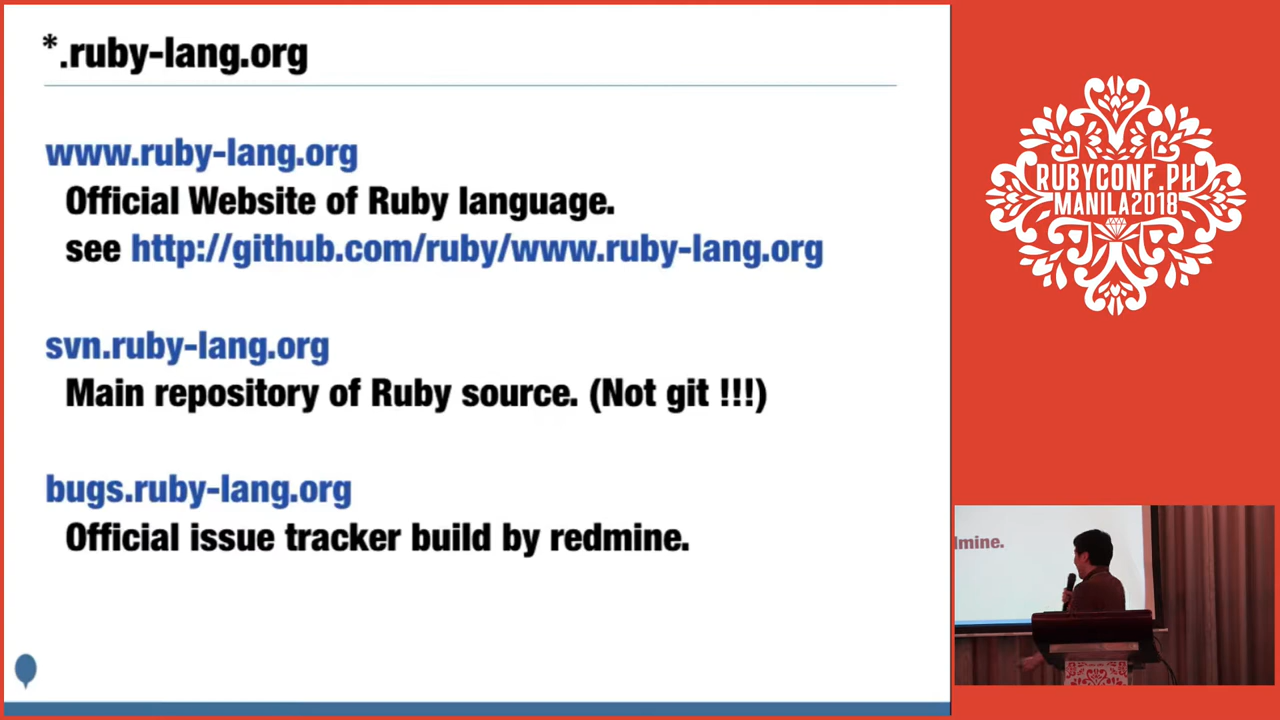 *.ruby-lang.org
www.ruby-lang.org
Official Website of Ruby language.
see http://github.com/ruby/www.ruby-lang.org
svn.ruby-lang.org
Main repository of Ruby source. (Not git !!!)
bugs.ruby-lang.org
Official issue tracker build by redmine.
RUBYCONF.PH
MANILA2018
dmine.